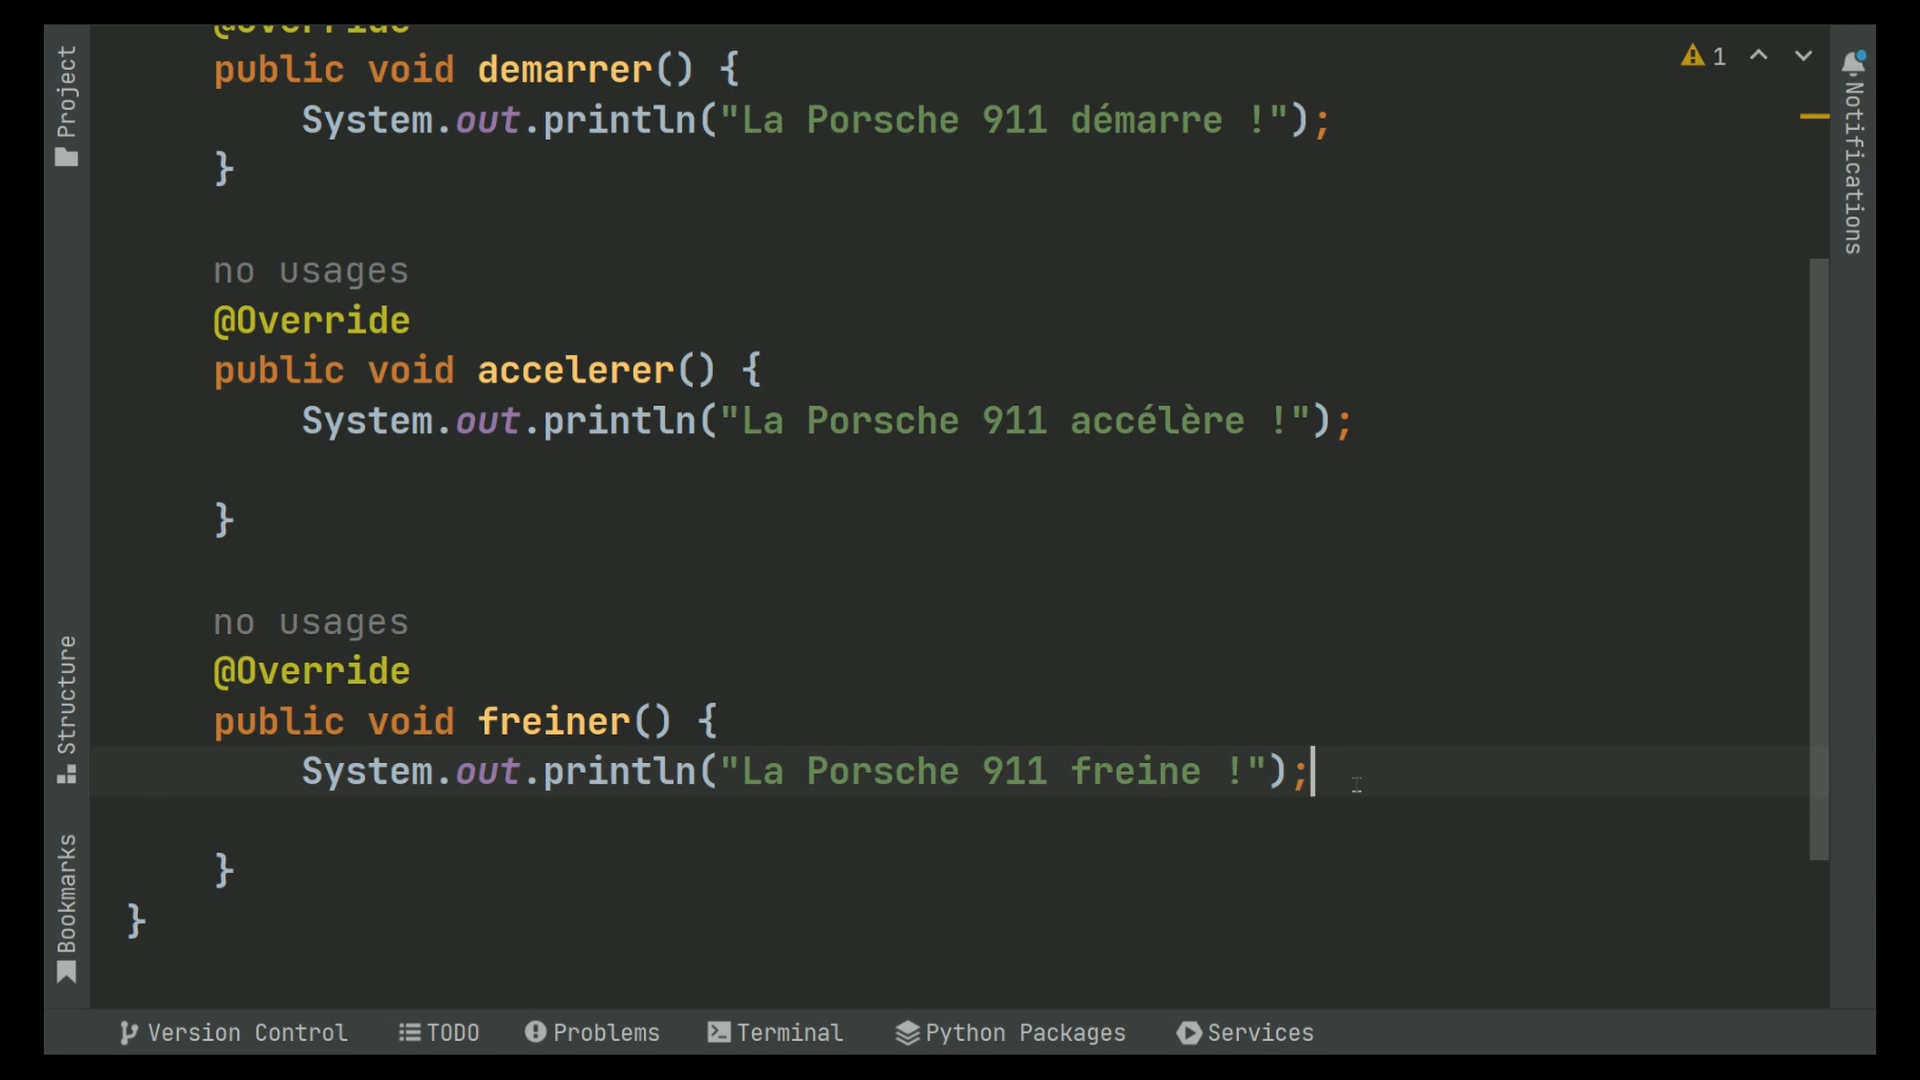 @Override
public void demarrer() {
System.out.println("La Porsche 911 démarre !");
}
no usages
@Override
public void accelerer() {
System.out.println("La Porsche 911 accélère !");
}
no usages
@Override
public void freiner() {
System.out.println("La Porsche 911 freine !");
}
}
Project
Structure
Bookmarks
1
Notifications
Version Control
TODO
Problems
Terminal
Python Packages
Services